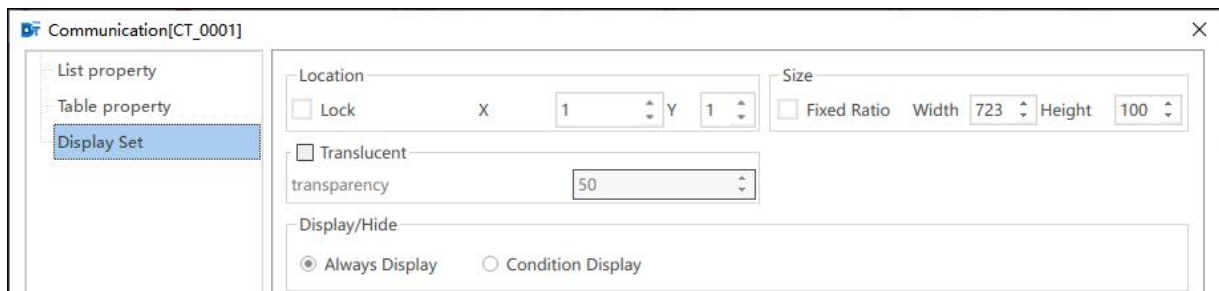 Communication[CT_0001]
List property
Table property
Display Set
Location
Lock X 1 Y 1
Size
Fixed Ratio Width 723 Height 100
Translucent
transparency 50
Display/Hide
Always Display Condition Display